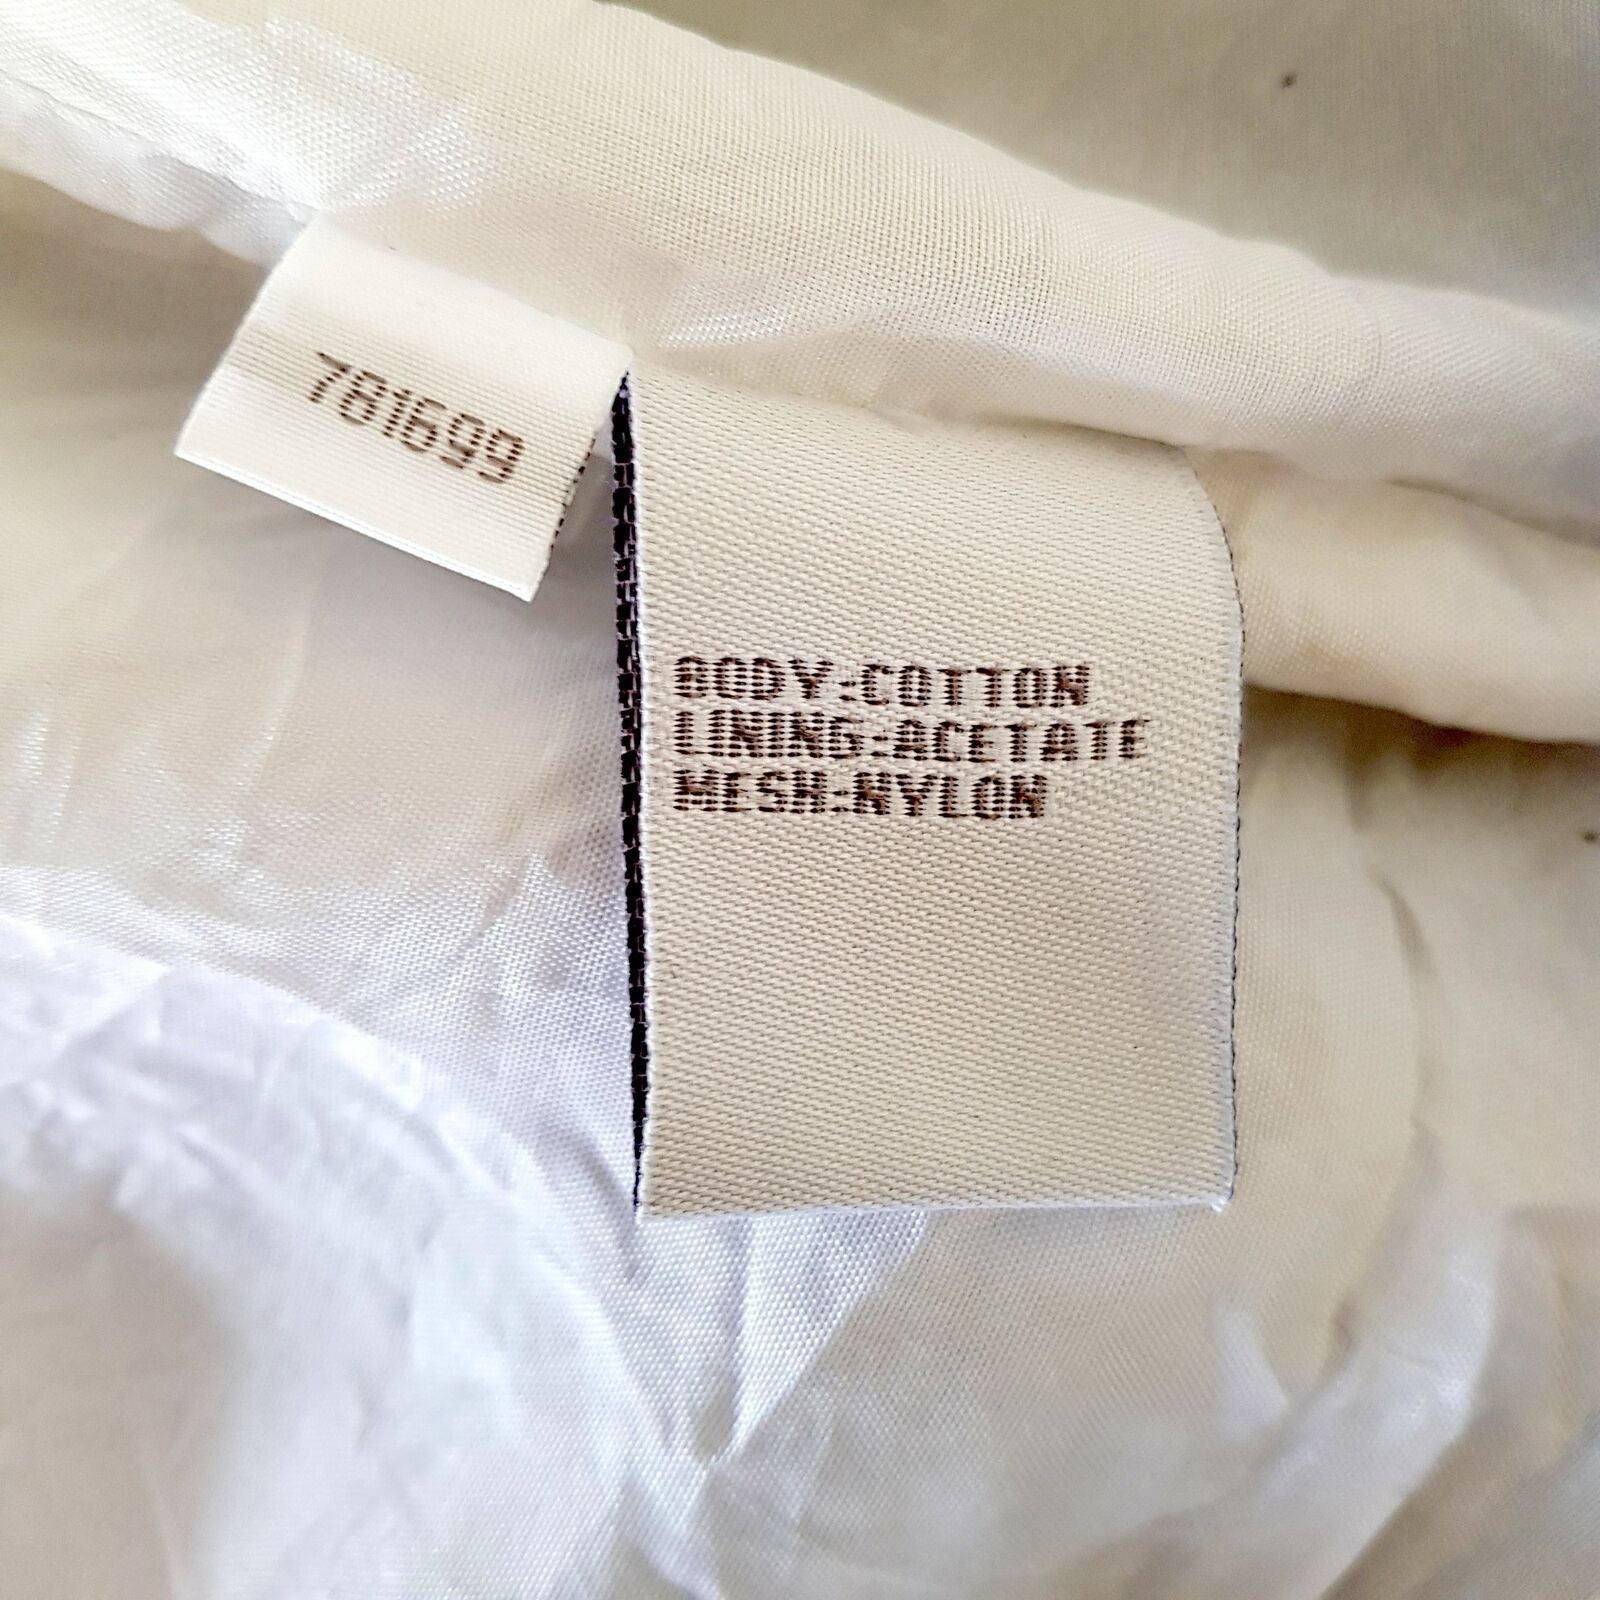 781699
BODY:COTTON
LINING:ACETATE
MESH:NYLON